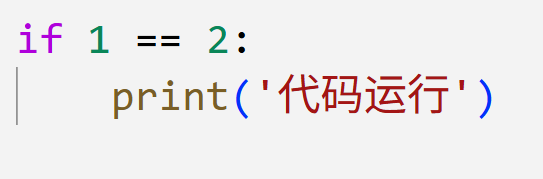 if 1 == 2:
    print('代码运行')